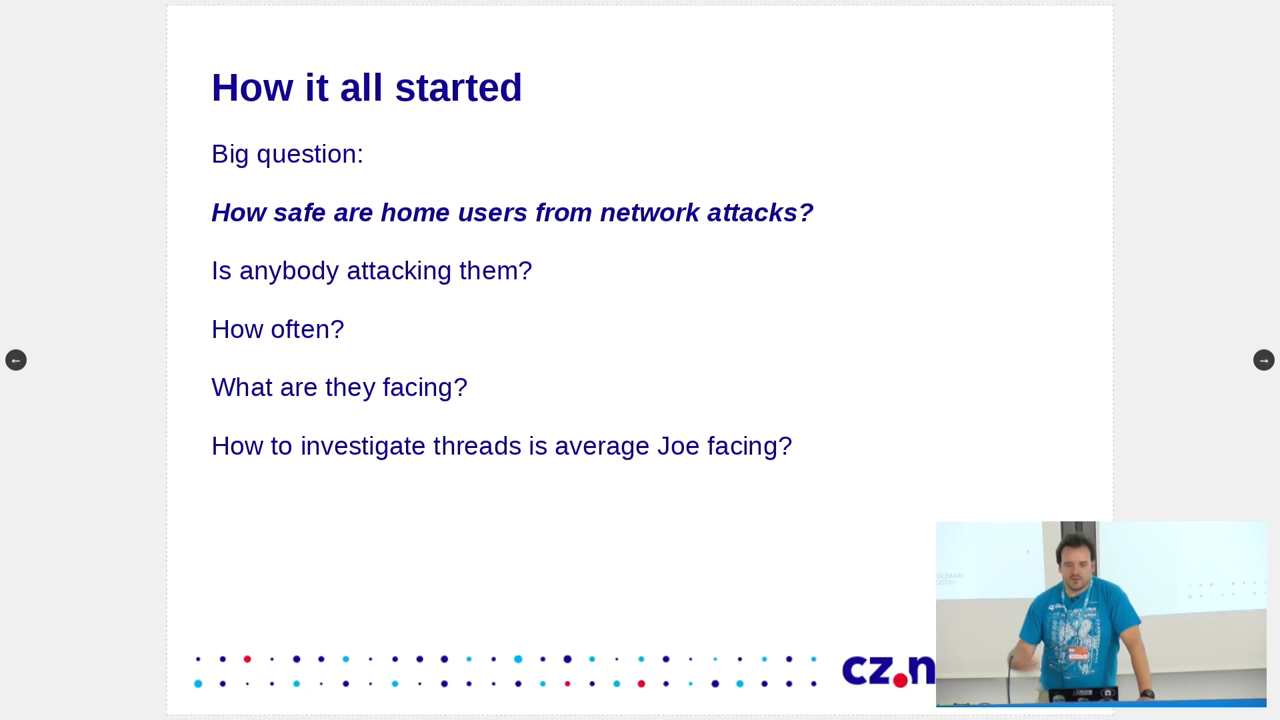 How it all started
Big question:
How safe are home users from network attacks?
Is anybody attacking them?
How often?
What are they facing?
How to investigate threads is average Joe facing?
cz.n
DOMAIN